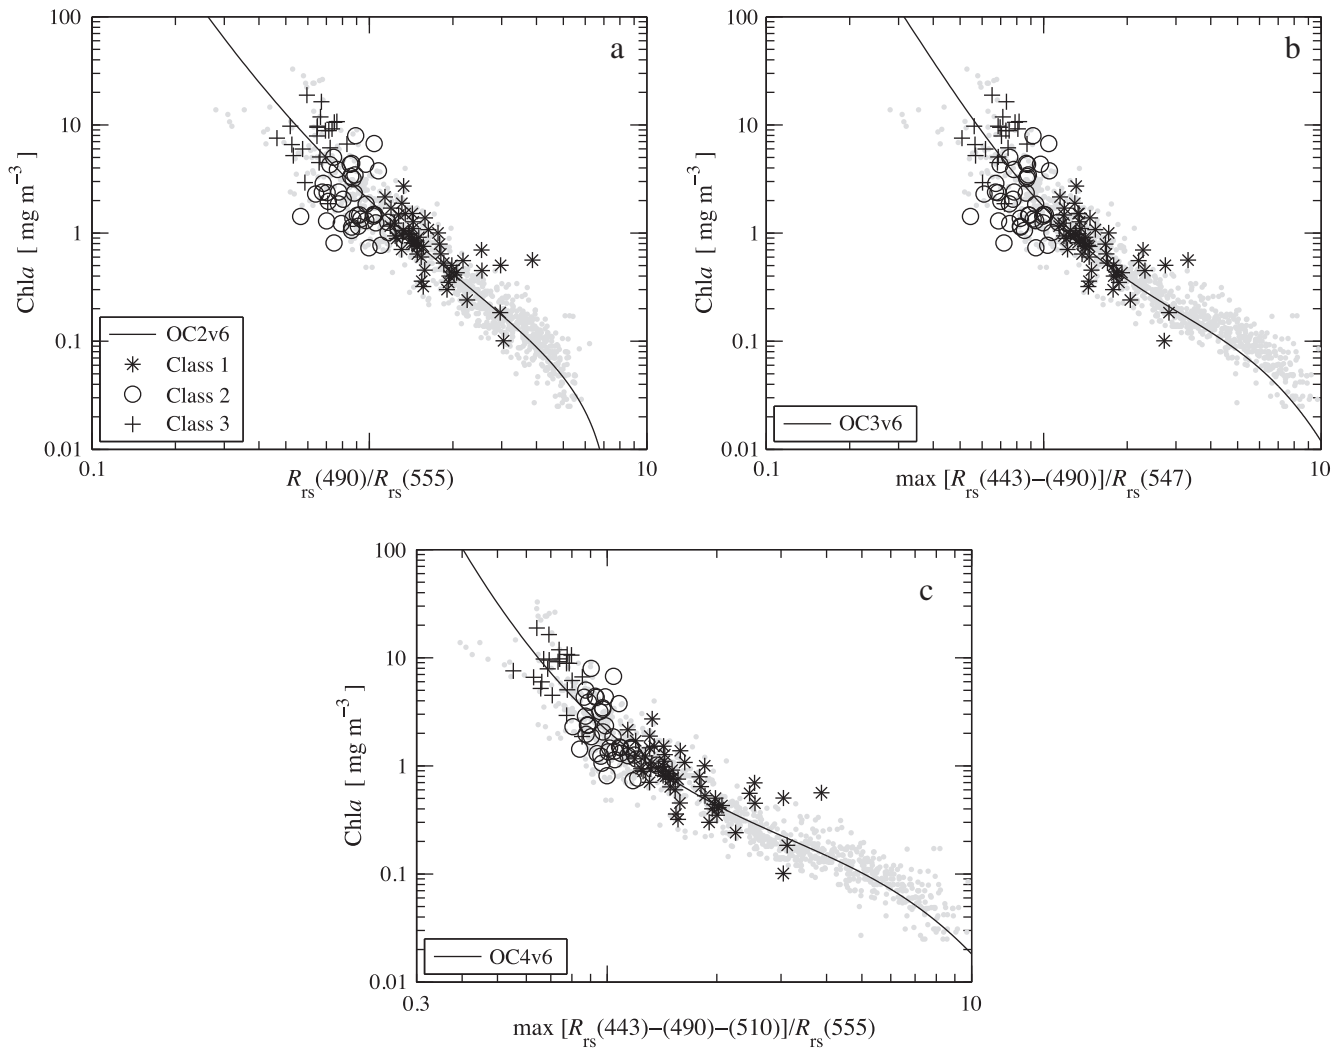 100
10
1
0.1
0.01
Chla [ mg m−3 ]
a
OC2v6
Class 1
Class 2
Class 3
0.1
10
Rrs(490)/Rrs(555)
100
10
1
0.1
0.01
Chla [ mg m−3 ]
b
OC3v6
0.1
10
max [Rrs(443)−(490)]/Rrs(547)
100
10
1
0.1
0.01
Chla [ mg m−3 ]
c
OC4v6
0.3
10
max [Rrs(443)−(490)−(510)]/Rrs(555)